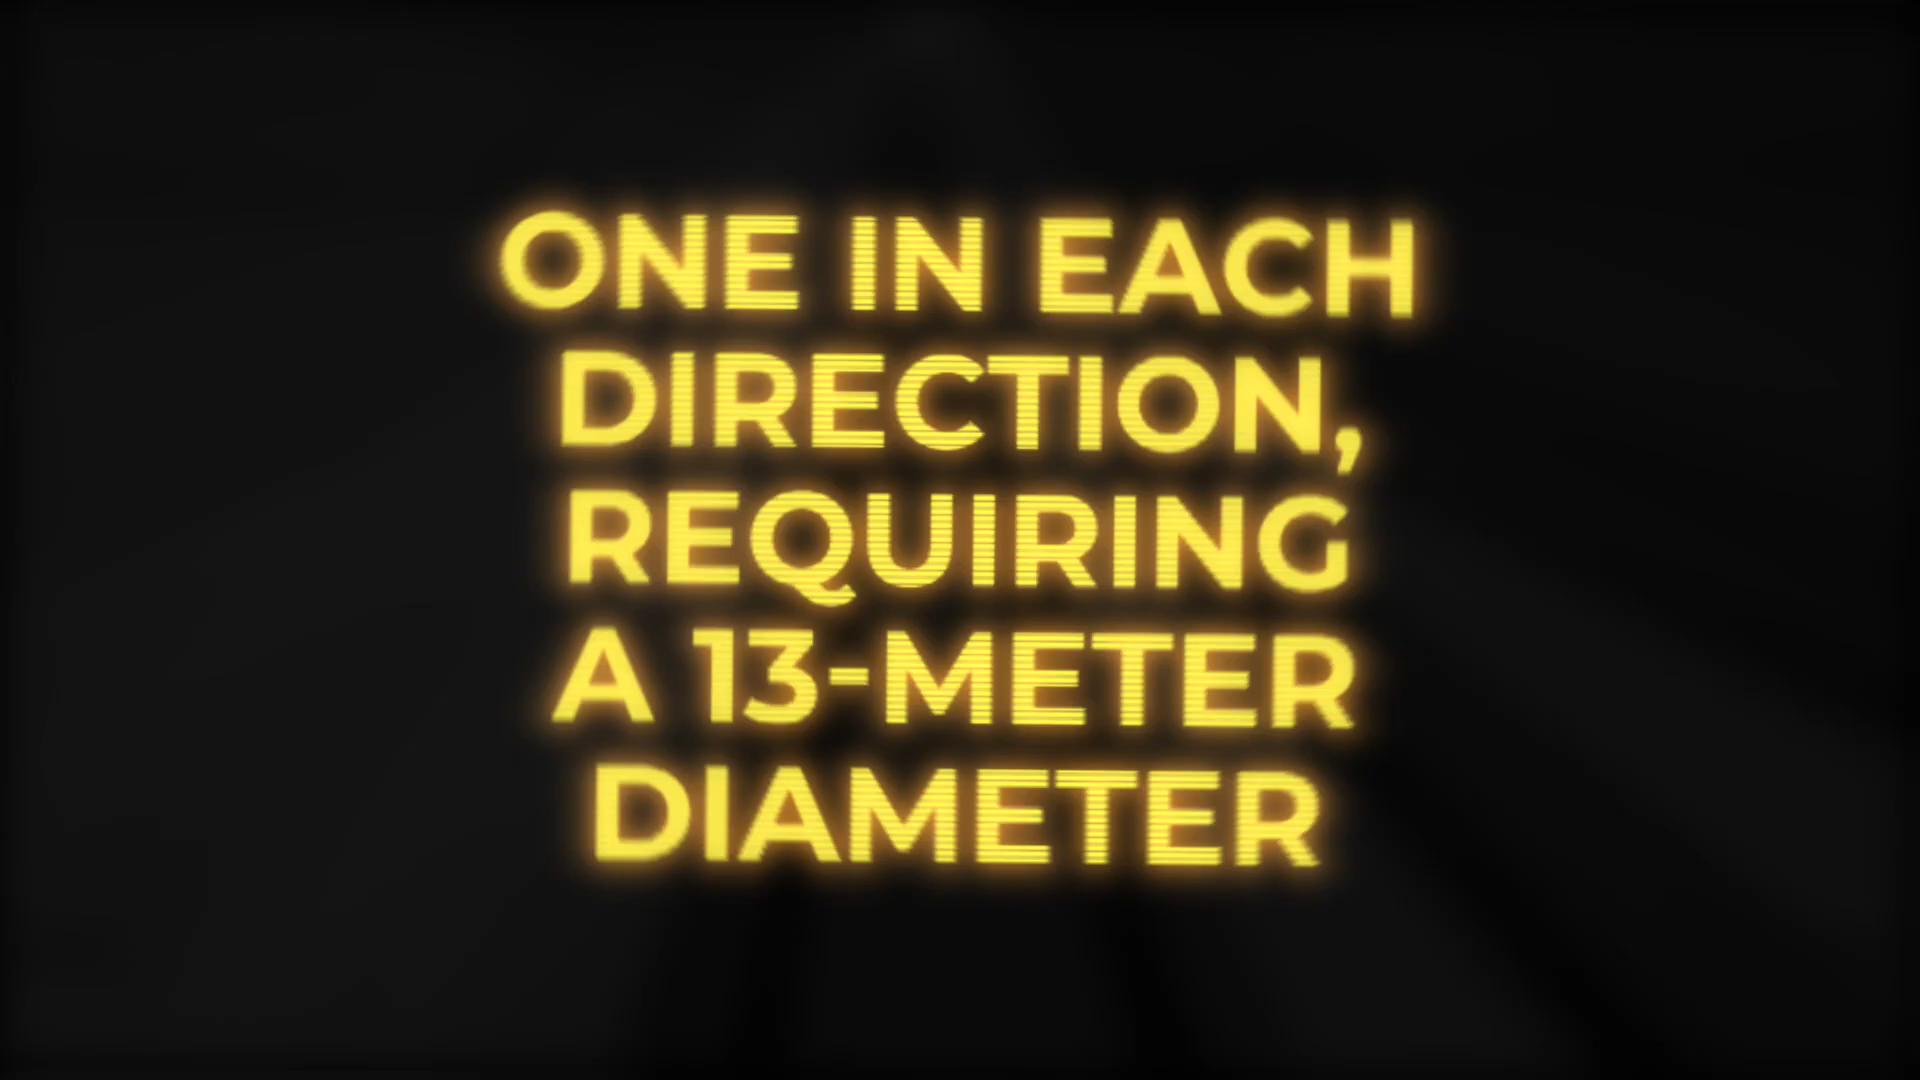 ONE IN EACH
DIRECTION,
REQUIRING
A 13-METER
DIAMETER